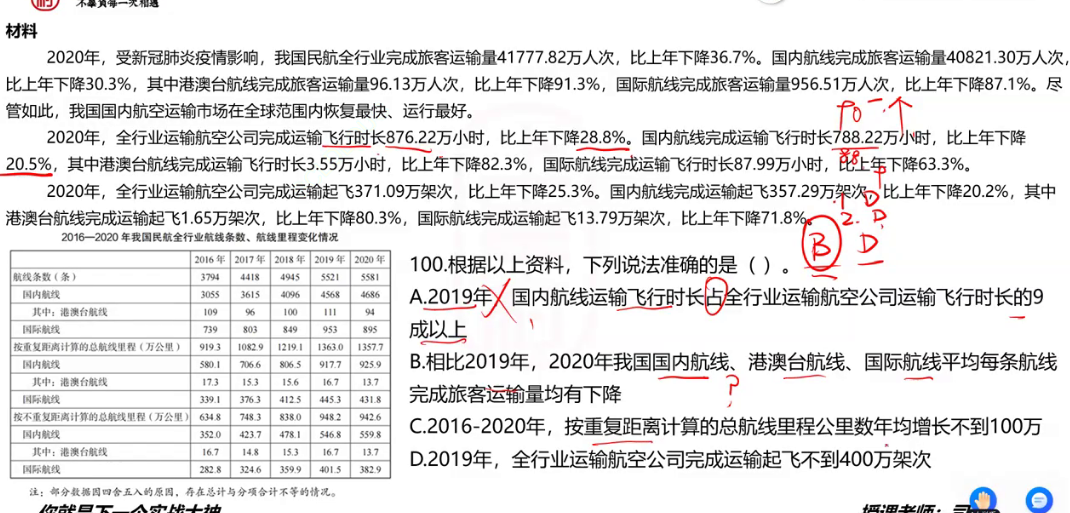 不辜负每一次相遇
材料
2020年，受新冠肺炎疫情影响，我国民航全行业完成旅客运输量41777.82万人次，比上年下降36.7%。国内航线完成旅客运输量40821.30万人次，
比上年下降30.3%，其中港澳台航线完成旅客运输量96.13万人次，比上年下降91.3%，国际航线完成旅客运输量956.51万人次，比上年下降87.1%。尽
管如此，我国国内航空运输市场在全球范围内恢复最快、运行最好。
2020年，全行业运输航空公司完成运输飞行时长876.22万小时，比上年下降28.8%。国内航线完成运输飞行时长788.22万小时，比上年下降
20.5%，其中港澳台航线完成运输飞行时长3.55万小时，比上年下降82.3%，国际航线完成运输飞行时长87.99万小时，比上年下降63.3%。
2020年，全行业运输航空公司完成运输起飞371.09万架次，比上年下降25.3%。国内航线完成运输起飞357.29万架次，比上年下降20.2%，其中
港澳台航线完成运输起飞1.65万架次，比上年下降80.3%，国际航线完成运输起飞13.79万架次，比上年下降71.8%。
B D
2016—2020 年我国民航全行业航线条数、航线里程变化情况
2016 年 2017 年 2018 年 2019 年 2020 年
航线条数（条） 3794 4418 4945 5521 5581
国内航线 3055 3615 4096 4568 4686
其中：港澳台航线 109 96 100 111 94
国际航线 739 803 849 953 895
按重复距离计算的总航线里程（万公里） 919.3 1082.9 1219.1 1363.0 1357.7
国内航线 580.1 706.6 806.5 917.7 925.9
其中：港澳台航线 17.3 15.3 15.6 16.7 13.7
国际航线 339.1 376.3 412.5 445.3 431.8
按不重复距离计算的总航线里程（万公里） 634.8 748.3 838.0 948.2 942.6
国内航线 352.0 423.7 478.1 546.8 559.8
其中：港澳台航线 16.7 14.8 15.3 16.7 13.7
国际航线 282.8 324.6 359.9 401.5 382.9
注：部分数据因四舍五入的原因，存在总计与分项合计不等的情况。
100.根据以上资料，下列说法准确的是（ ）。
A.2019年，国内航线运输飞行时长占全行业运输航空公司运输飞行时长的9
成以上
B.相比2019年，2020年我国国内航线、港澳台航线、国际航线平均每条航线
完成旅客运输量均有下降
C.2016-2020年，按重复距离计算的总航线里程公里数年均增长不到100万
D.2019年，全行业运输航空公司完成运输起飞不到400万架次
你就是下一个实战大神
授课老师：